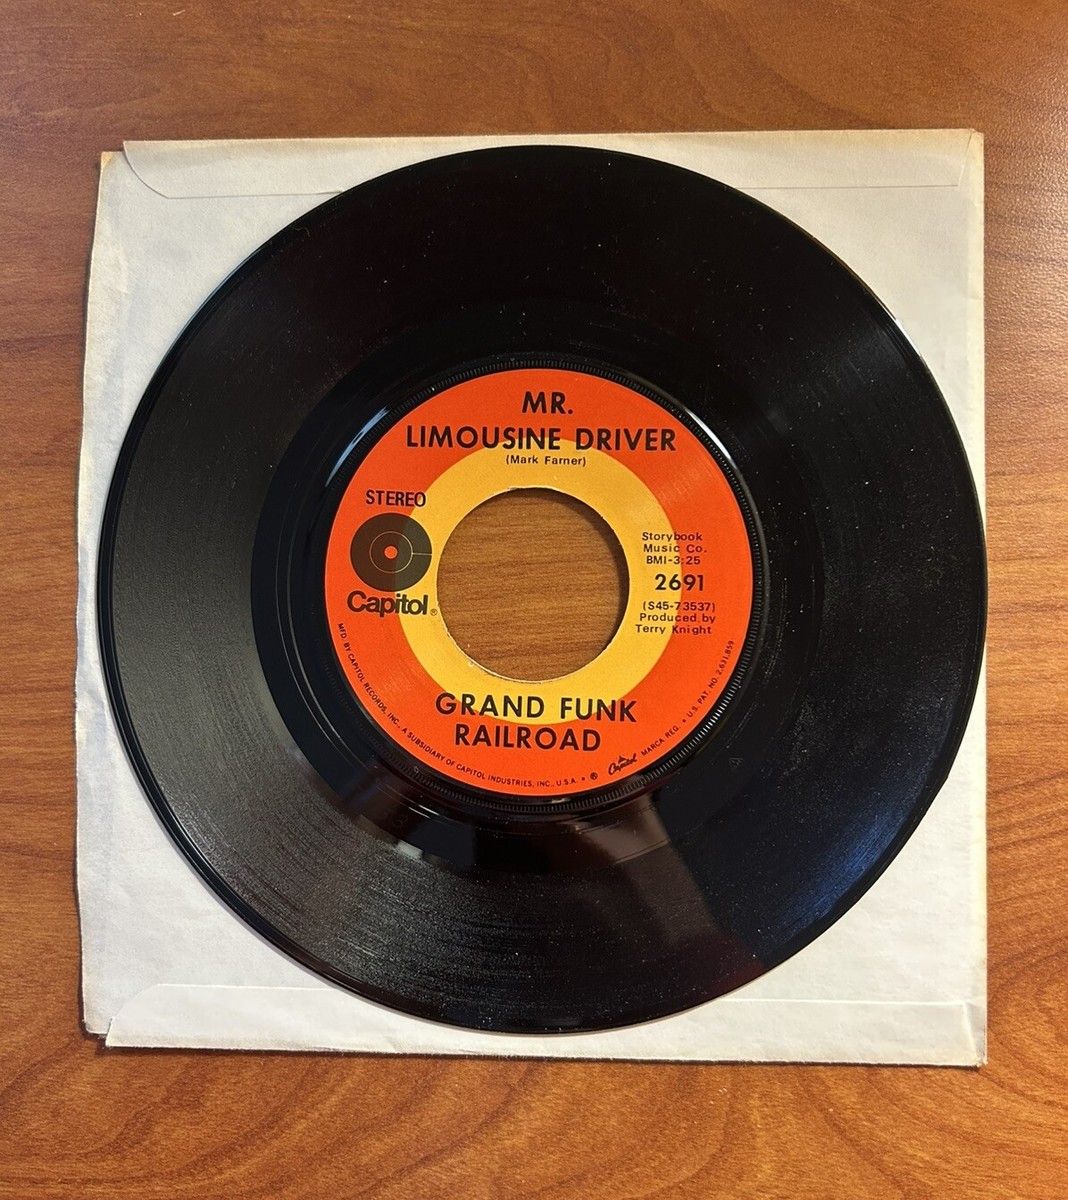 MR.
LIMOUSINE DRIVER
(Mark Farner)
STEREO
Capitol®
Storybook
Music Co.
BMI-3:25
2691
(S45-73537)
Produced by
Terry Knight
GRAND FUNK
RAILROAD
MFD. BY CAPITOL RECORDS, INC., A SUBSIDIARY OF CAPITOL INDUSTRIES, INC., U.S.A. • ® Capitol MARCA REG. • U.S. PAT. NO. 2,631,859